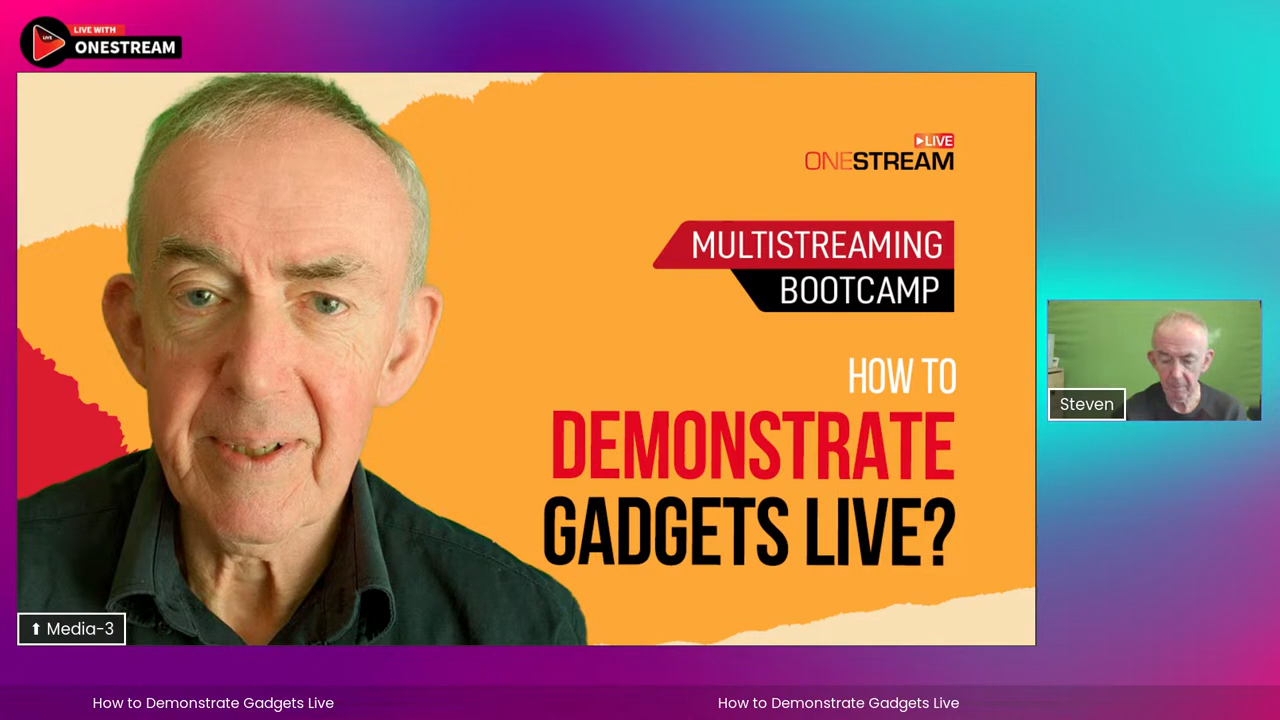 LIVE WITH
LIVE
ONESTREAM
LIVE
ONESTREAM
MULTISTREAMING
BOOTCAMP
HOW TO
DEMONSTRATE
GADGETS LIVE?
Steven
⬆ Media-3
How to Demonstrate Gadgets Live
How to Demonstrate Gadgets Live